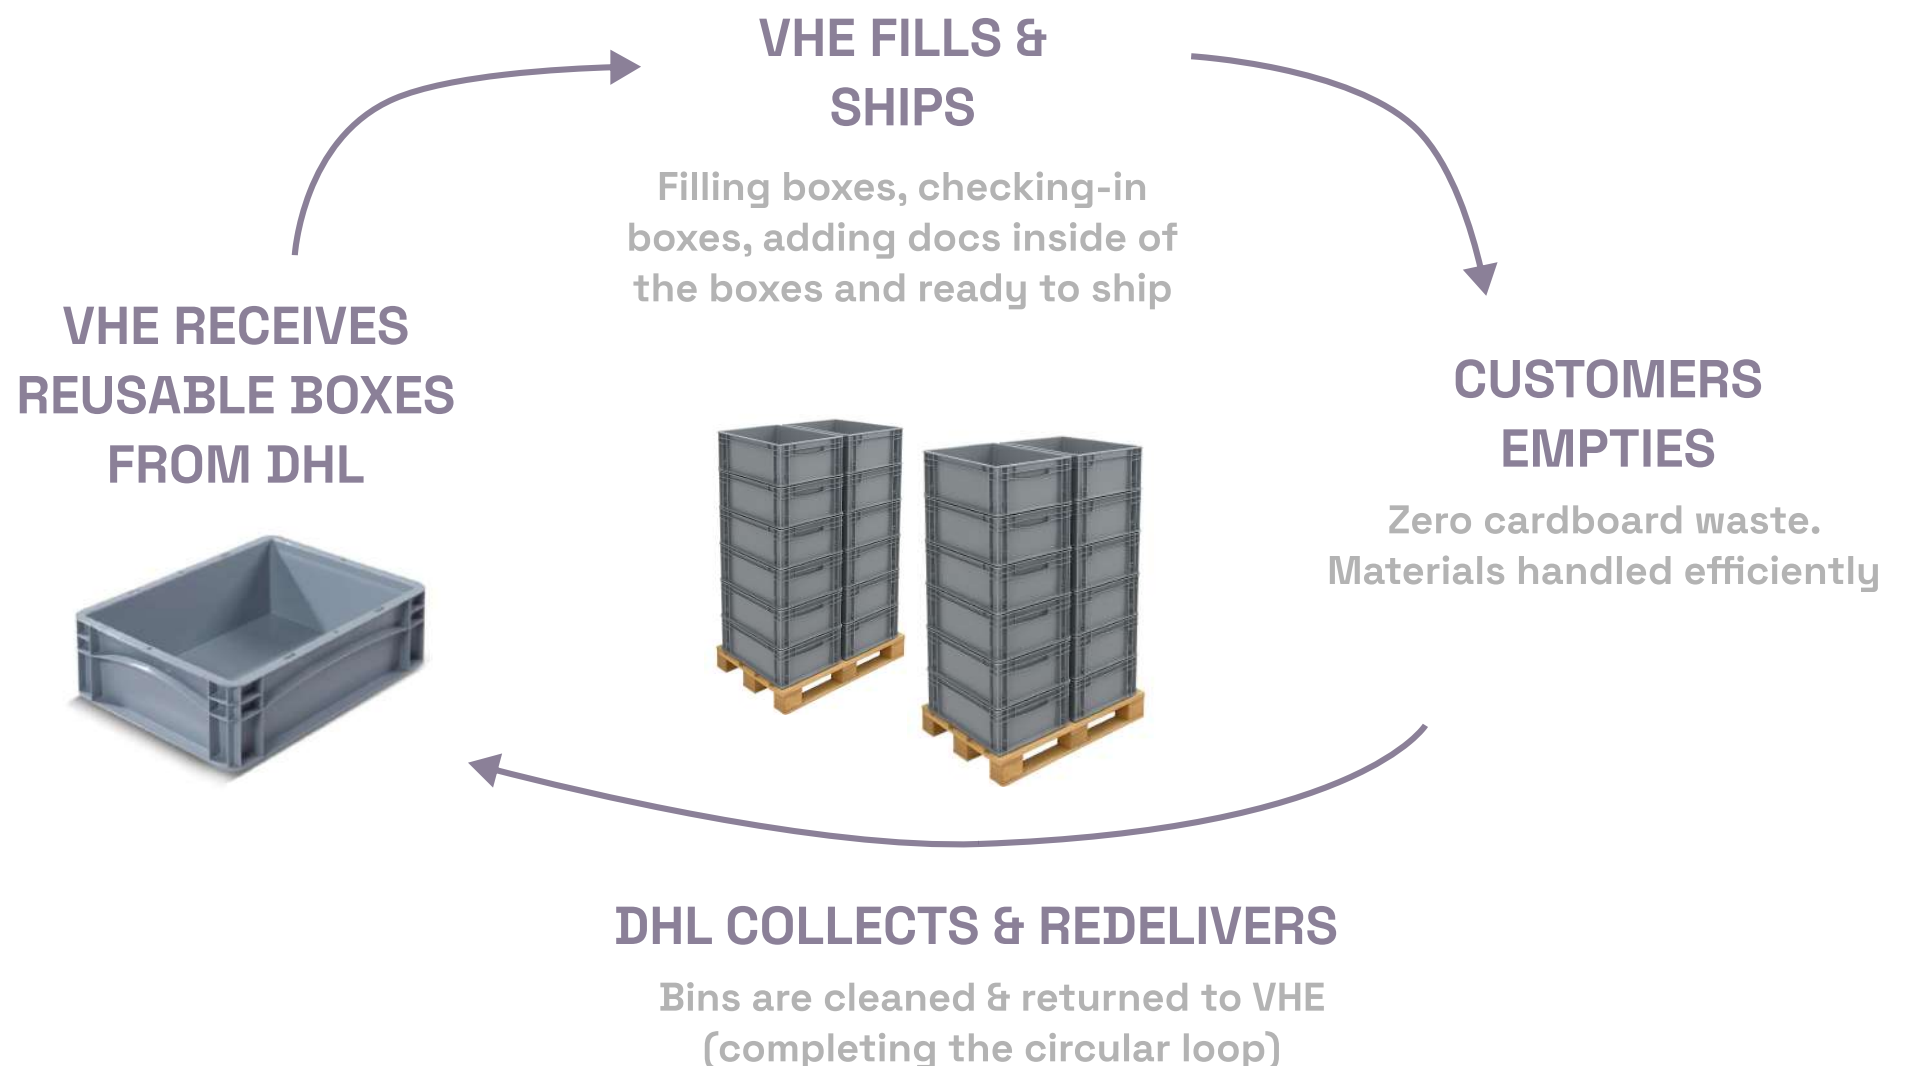 VHE FILLS &
SHIPS
Filling boxes, checking-in
boxes, adding docs inside of
the boxes and ready to ship
VHE RECEIVES
REUSABLE BOXES
FROM DHL
CUSTOMERS
EMPTIES
Zero cardboard waste.
Materials handled efficiently
DHL COLLECTS & REDELIVERS
Bins are cleaned & returned to VHE
(completing the circular loop)